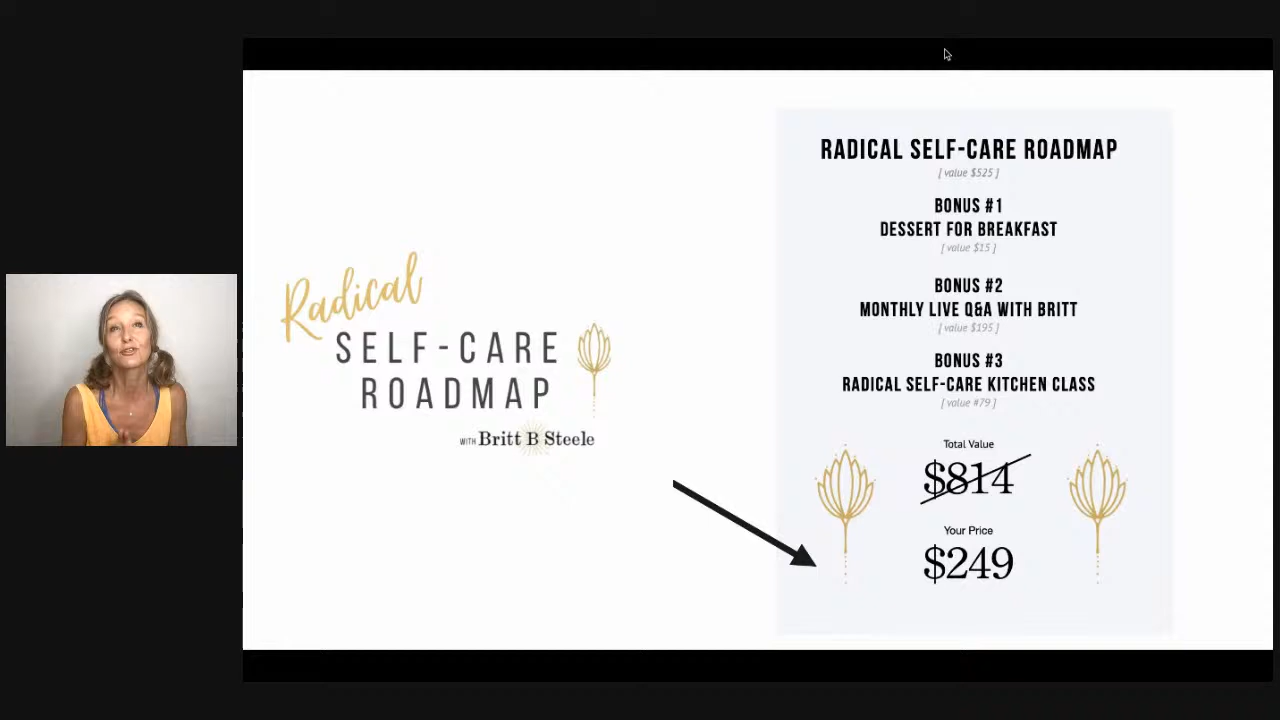 Radical
SELF-CARE
ROADMAP
WITH Britt B Steele
RADICAL SELF-CARE ROADMAP
[ value $525 ]
BONUS #1
DESSERT FOR BREAKFAST
[ value $15 ]
BONUS #2
MONTHLY LIVE Q&A WITH BRITT
[ value $195 ]
BONUS #3
RADICAL SELF-CARE KITCHEN CLASS
[ value #79 ]
Total Value
$814
Your Price
$249